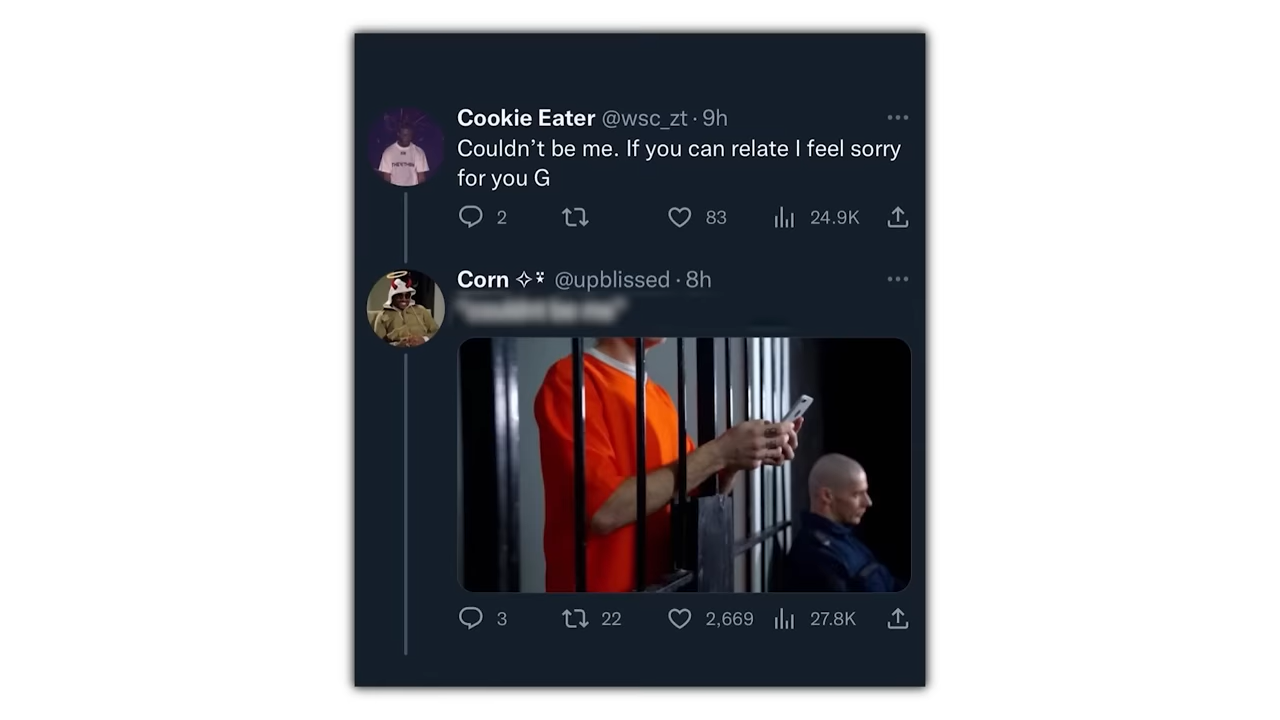 Cookie Eater @wsc_zt · 9h
Couldn't be me. If you can relate I feel sorry
for you G
2 83 24.9K
Corn ✧ @upblissed · 8h
3 22 2,669 27.8K